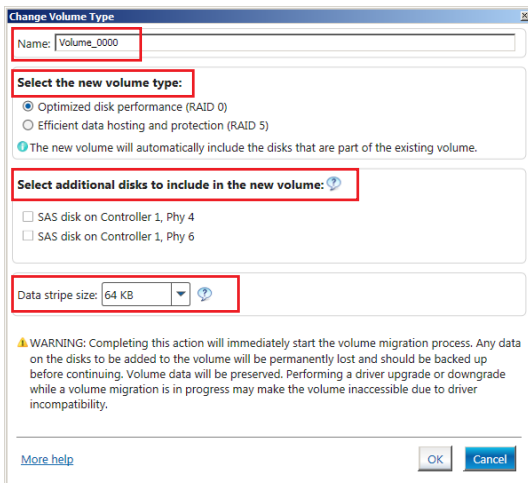 Change Volume Type
Name: Volume_0000
Select the new volume type:
Optimized disk performance (RAID 0)
Efficient data hosting and protection (RAID 5)
The new volume will automatically include the disks that are part of the existing volume.
Select additional disks to include in the new volume:
SAS disk on Controller 1, Phy 4
SAS disk on Controller 1, Phy 6
Data stripe size: 64 KB
WARNING: Completing this action will immediately start the volume migration process. Any data
on the disks to be added to the volume will be permanently lost and should be backed up
before continuing. Volume data will be preserved. Performing a driver upgrade or downgrade
while a volume migration is in progress may make the volume inaccessible due to driver
incompatibility.
More help
OK
Cancel